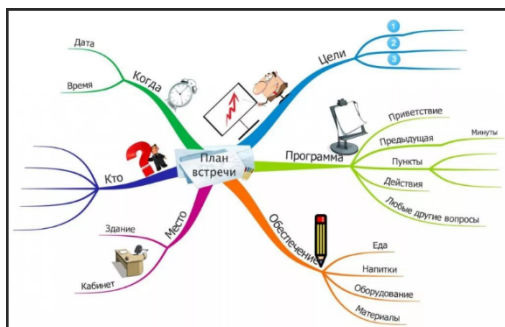 План
встречи
Цели
1
2
3
Программа
Приветствие
Предыдущая
Минуты
Пункты
Действия
Любые другие вопросы
Обеспечение
Еда
Напитки
Оборудование
Материалы
Место
Здание
Кабинет
Кто
Когда
Дата
Время